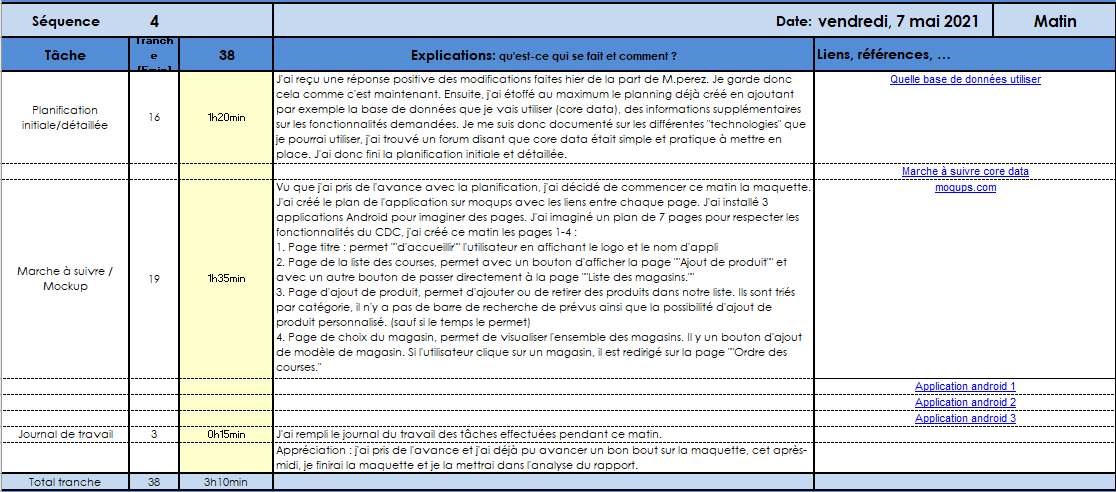 Séquence 4 Date: vendredi, 7 mai 2021 Matin
Tâche Tranch e [5min] 38 Explications: qu'est-ce qui se fait et comment ? Liens, références, …
Planification initiale/détaillée 16 1h20min
J'ai reçu une réponse positive des modifications faites hier de la part de M.perez. Je garde donc
cela comme c'est maintenant. Ensuite, j'ai étoffé au maximum le planning déjà créé en ajoutant
par exemple la base de données que je vais utiliser (core data), des informations supplémentaires
sur les fonctionnalités demandées. Je me suis donc documenté sur les différentes "technologies" que
je pourrai utiliser, j'ai trouvé un forum disant que core data était simple et pratique à mettre en
place. J'ai donc fini la planification initiale et détaillée.
Quelle base de données utiliser
Marche à suivre core data
Marche à suivre / Mockup 19 1h35min
Vu que j'ai pris de l'avance avec la planification, j'ai décidé de commencer ce matin la maquette.
J'ai créé le plan de l'application sur moqups avec les liens entre chaque page. J'ai installé 3
applications Android pour imaginer des pages. J'ai imaginé un plan de 7 pages pour respecter les
fonctionnalités du CDC, j'ai créé ce matin les pages 1-4 :
1. Page titre : permet ""d'accueillir"" l'utilisateur en affichant le logo et le nom d'appli
2. Page de la liste des courses, permet avec un bouton d'afficher la page ""Ajout de produit"" et
avec un autre bouton de passer directement à la page ""Liste des magasins.""
3. Page d'ajout de produit, permet d'ajouter ou de retirer des produits dans notre liste. Ils sont triés
par catégorie, il n'y a pas de barre de recherche de prévus ainsi que la possibilité d'ajout de
produit personnalisé. (sauf si le temps le permet)
4. Page de choix du magasin, permet de visualiser l'ensemble des magasins. Il y un bouton d'ajout
de modèle de magasin. Si l'utilisateur clique sur un magasin, il est redirigé sur la page ""Ordre des
courses."
moqups.com
Application android 1
Application android 2
Application android 3
Journal de travail 3 0h15min J'ai rempli le journal du travail des tâches effectuées pendant ce matin.
Appréciation : j'ai pris de l'avance et j'ai déjà pu avancer un bon bout sur la maquette, cet après-
midi, je finirai la maquette et je la mettrai dans l'analyse du rapport.
Total tranche 38 3h10min